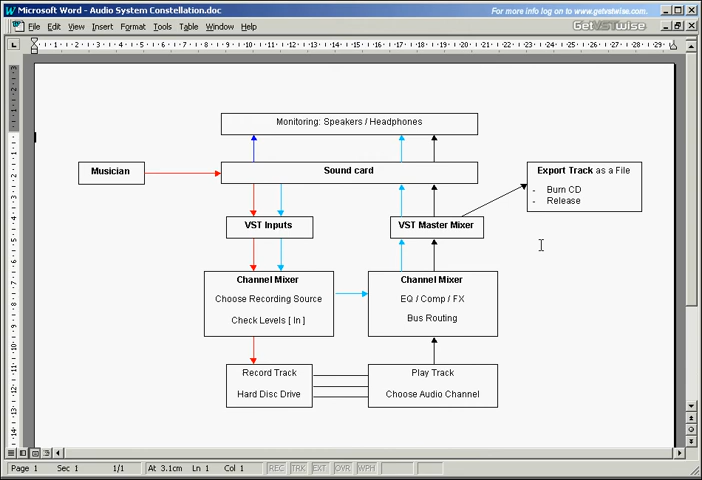 Microsoft Word - Audio System Constellation.doc
For more info log on to www.getvstwise.com
File Edit View Insert Format Tools Table Window Help
GetVSTwise
Monitoring: Speakers / Headphones
Musician
Sound card
Export Track as a File
- Burn CD
- Release
VST Inputs
VST Master Mixer
Channel Mixer
Choose Recording Source
Check Levels [ In ]
Channel Mixer
EQ / Comp / FX
Bus Routing
Record Track
Hard Disc Drive
Play Track
Choose Audio Channel
Page 1 Sec 1 1/1 At 3.1cm Ln 1 Col 1 REC TRK EXT OVR WPH